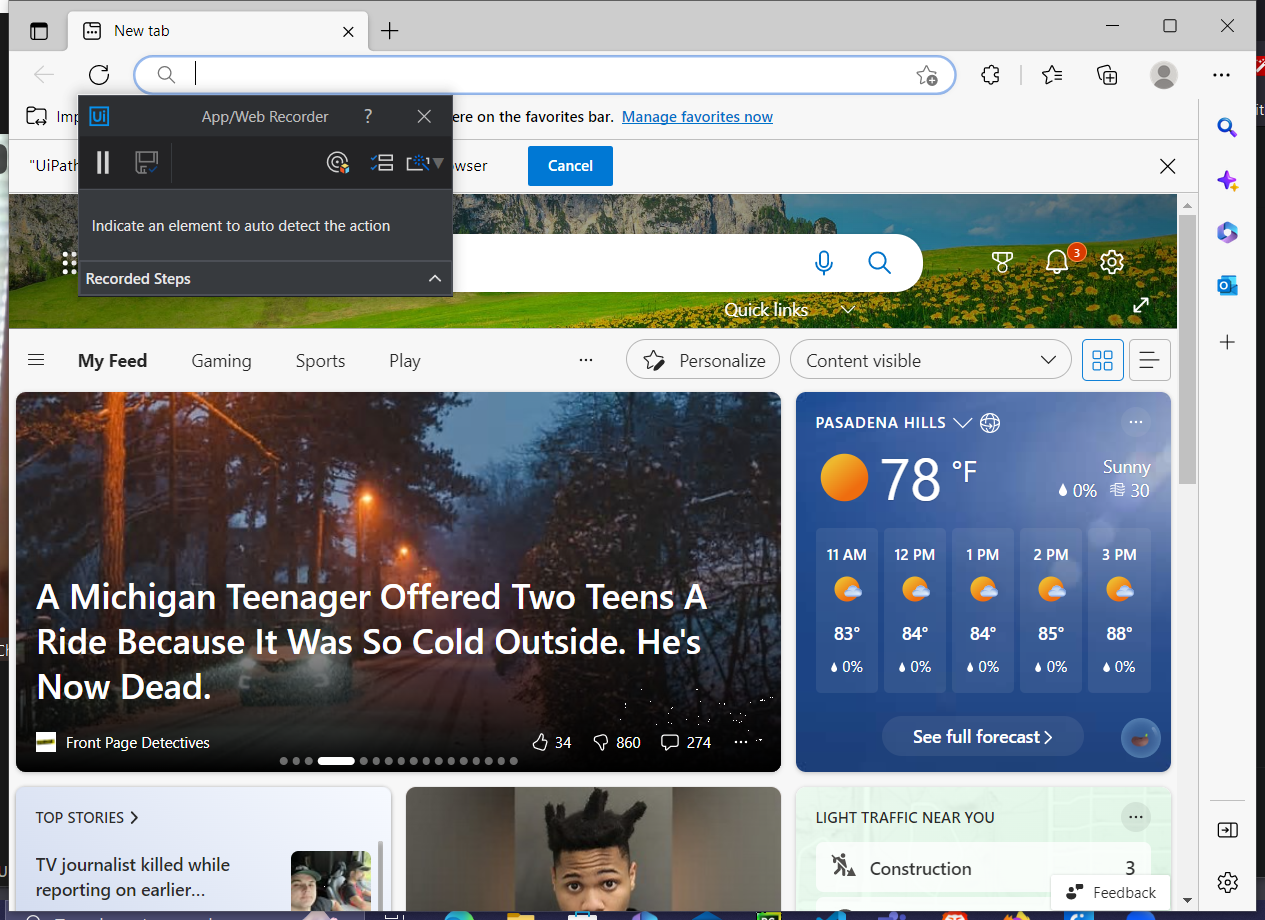 New tab
Imp
Ui
App/Web Recorder
?
ere on the favorites bar. Manage favorites now
"UiPath
wser
Cancel
Indicate an element to auto detect the action
Recorded Steps
3
Quick links
My Feed
Gaming
Sports
Play
Personalize
Content visible
A Michigan Teenager Offered Two Teens A
Ride Because It Was So Cold Outside. He's
Now Dead.
Front Page Detectives
34
860
274
PASADENA HILLS
78 °F
Sunny
0% 30
11 AM 12 PM 1 PM 2 PM 3 PM
83° 84° 84° 85° 88°
0% 0% 0% 0% 0%
See full forecast
TOP STORIES
TV journalist killed while
reporting on earlier...
LIGHT TRAFFIC NEAR YOU
Construction
3
Feedback